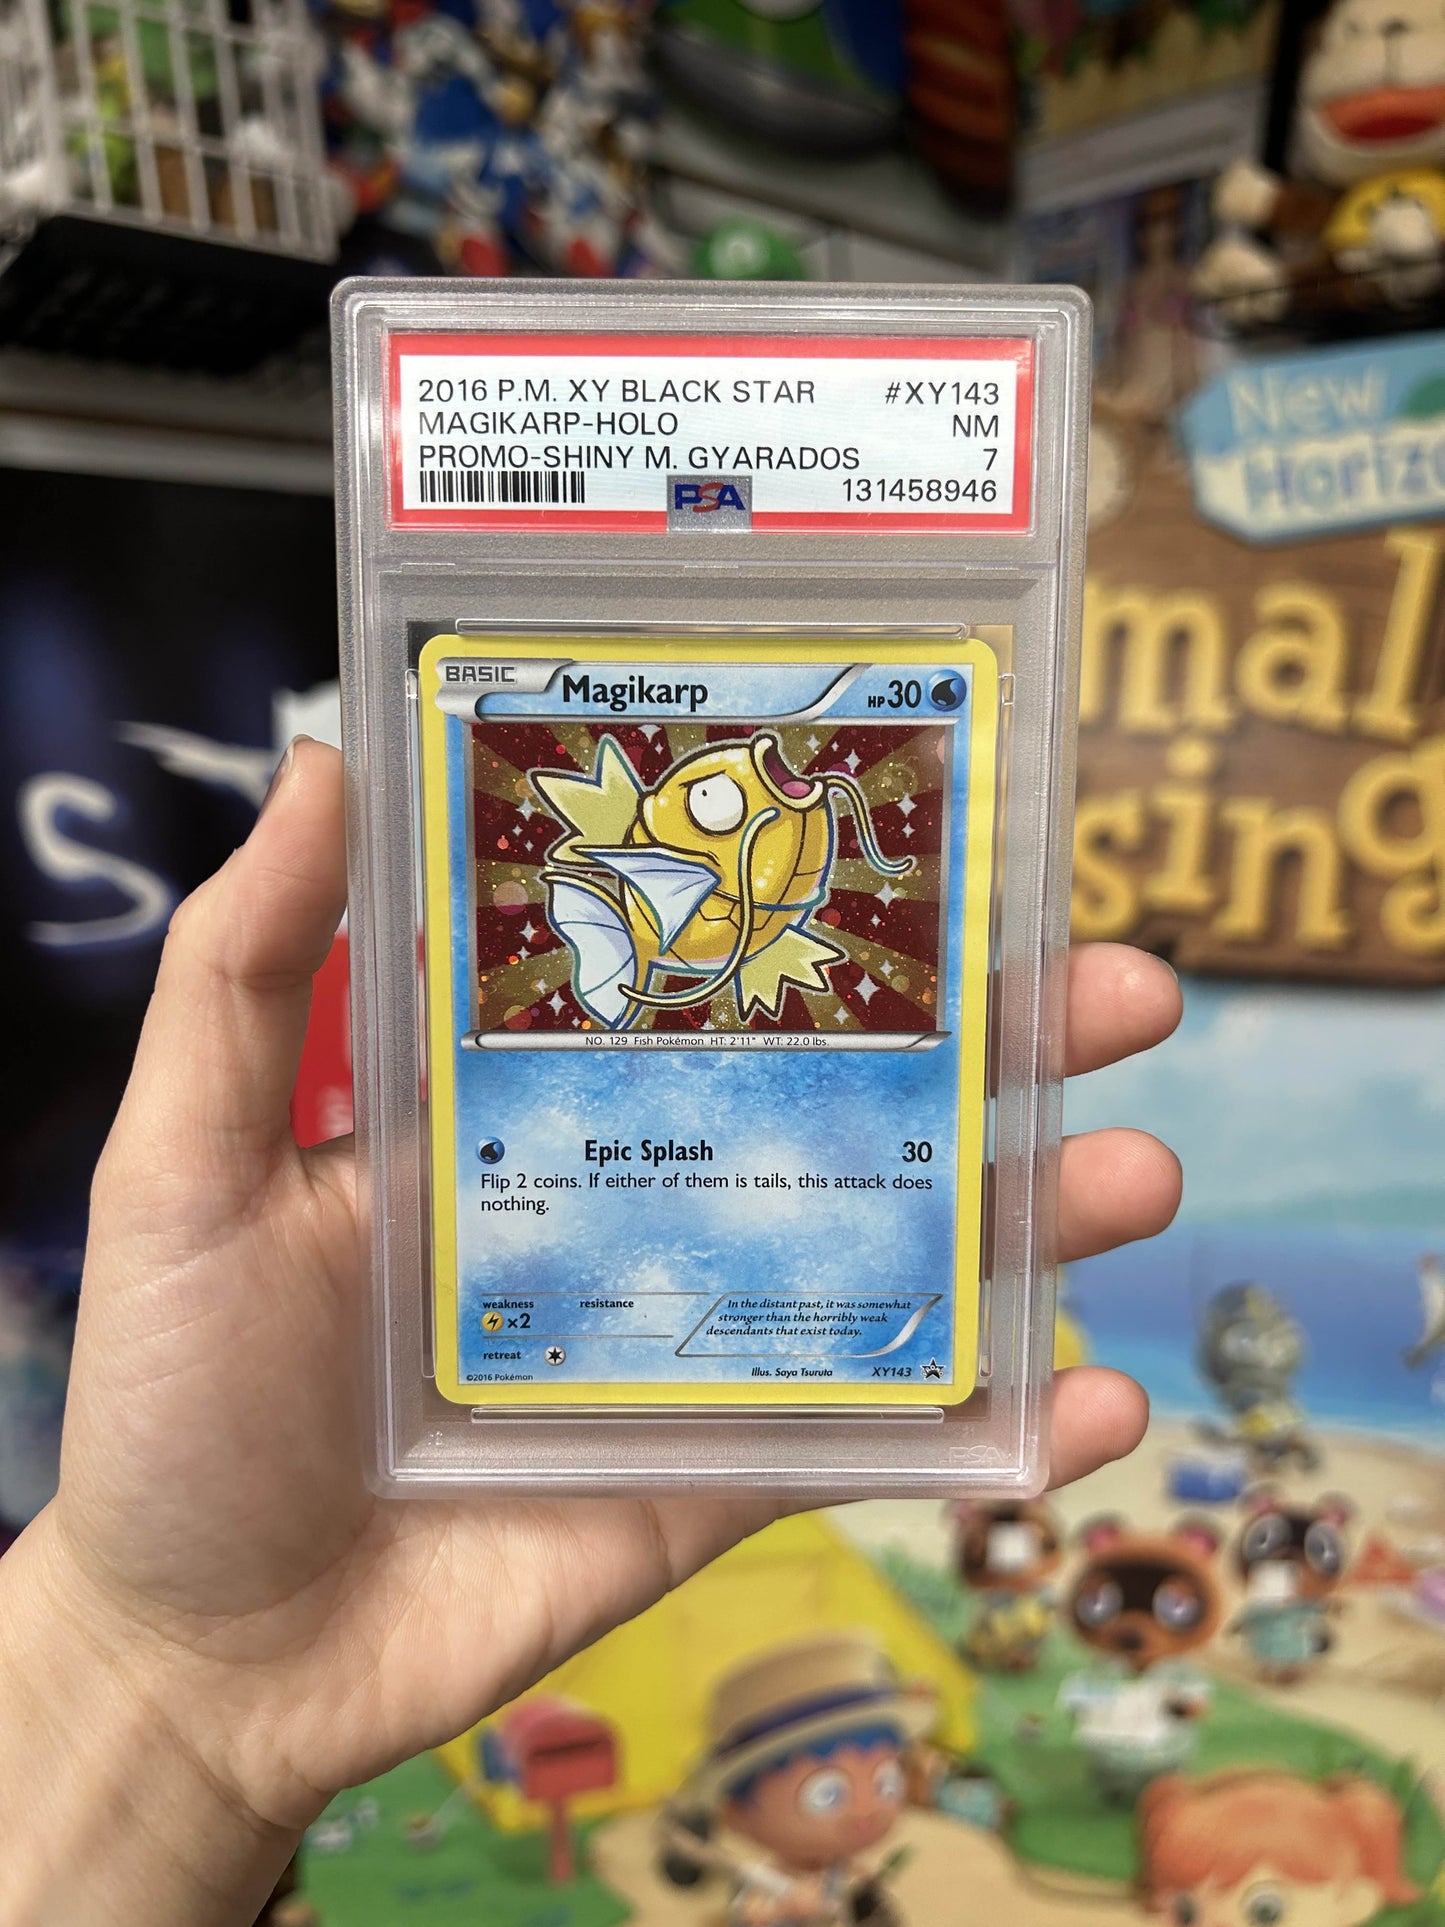 2016 P.M. XY BLACK STAR #XY143
MAGIKARP-HOLO NM
PROMO-SHINY M. GYARADOS 7
PSA 131458946
BASIC Magikarp HP30
NO. 129 Fish Pokémon HT: 2'11" WT: 22.0 lbs.
Epic Splash 30
Flip 2 coins. If either of them is tails, this attack does
nothing.
weakness resistance
×2
retreat
In the distant past, it was somewhat
stronger than the horribly weak
descendants that exist today.
Illus. Saya Tsuruta XY143
©2016 Pokémon
PSA
New
Horiz
mal
sing
S